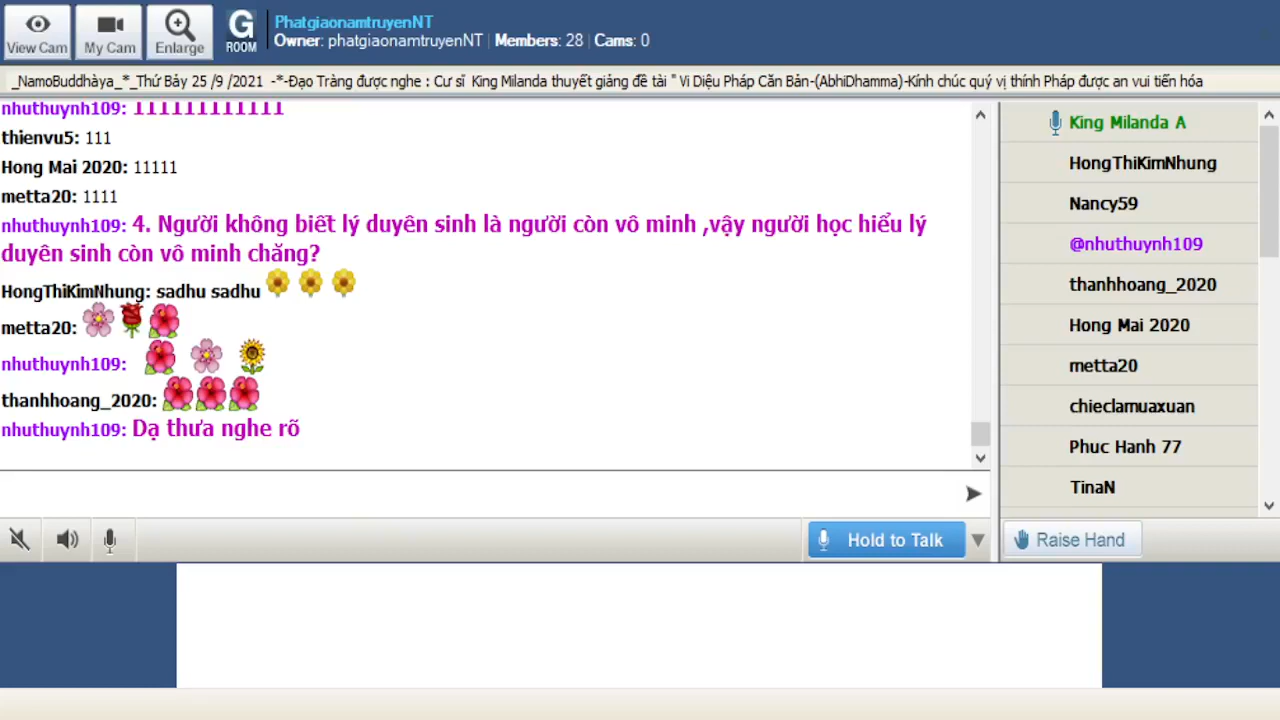 View Cam
My Cam
Enlarge
G
ROOM
PhatgiaonamtruyenNT
Owner: phatgiaonamtruyenNT | Members: 28 | Cams: 0
_NamoBuddhàya_*_Thứ Bảy 25 /9 /2021 -*-Đạo Tràng được nghe : Cư sĩ King Milanda thuyết giảng đề tài " Vi Diệu Pháp Căn Bản-(AbhiDhamma)-Kính chúc quý vị thính Pháp được an vui tiến hóa
nhuthuynh109: 111111111111
thienvu5: 111
Hong Mai 2020: 11111
metta20: 1111
nhuthuynh109: 4. Người không biết lý duyên sinh là người còn vô minh ,vậy người học hiểu lý
duyên sinh còn vô minh chăng?
HongThiKimNhung: sadhu sadhu
metta20:
nhuthuynh109:
thanhhoang_2020:
nhuthuynh109: Dạ thưa nghe rõ
King Milanda A
HongThiKimNhung
Nancy59
@nhuthuynh109
thanhhoang_2020
Hong Mai 2020
metta20
chieclamuaxuan
Phuc Hanh 77
TinaN
Hold to Talk
Raise Hand